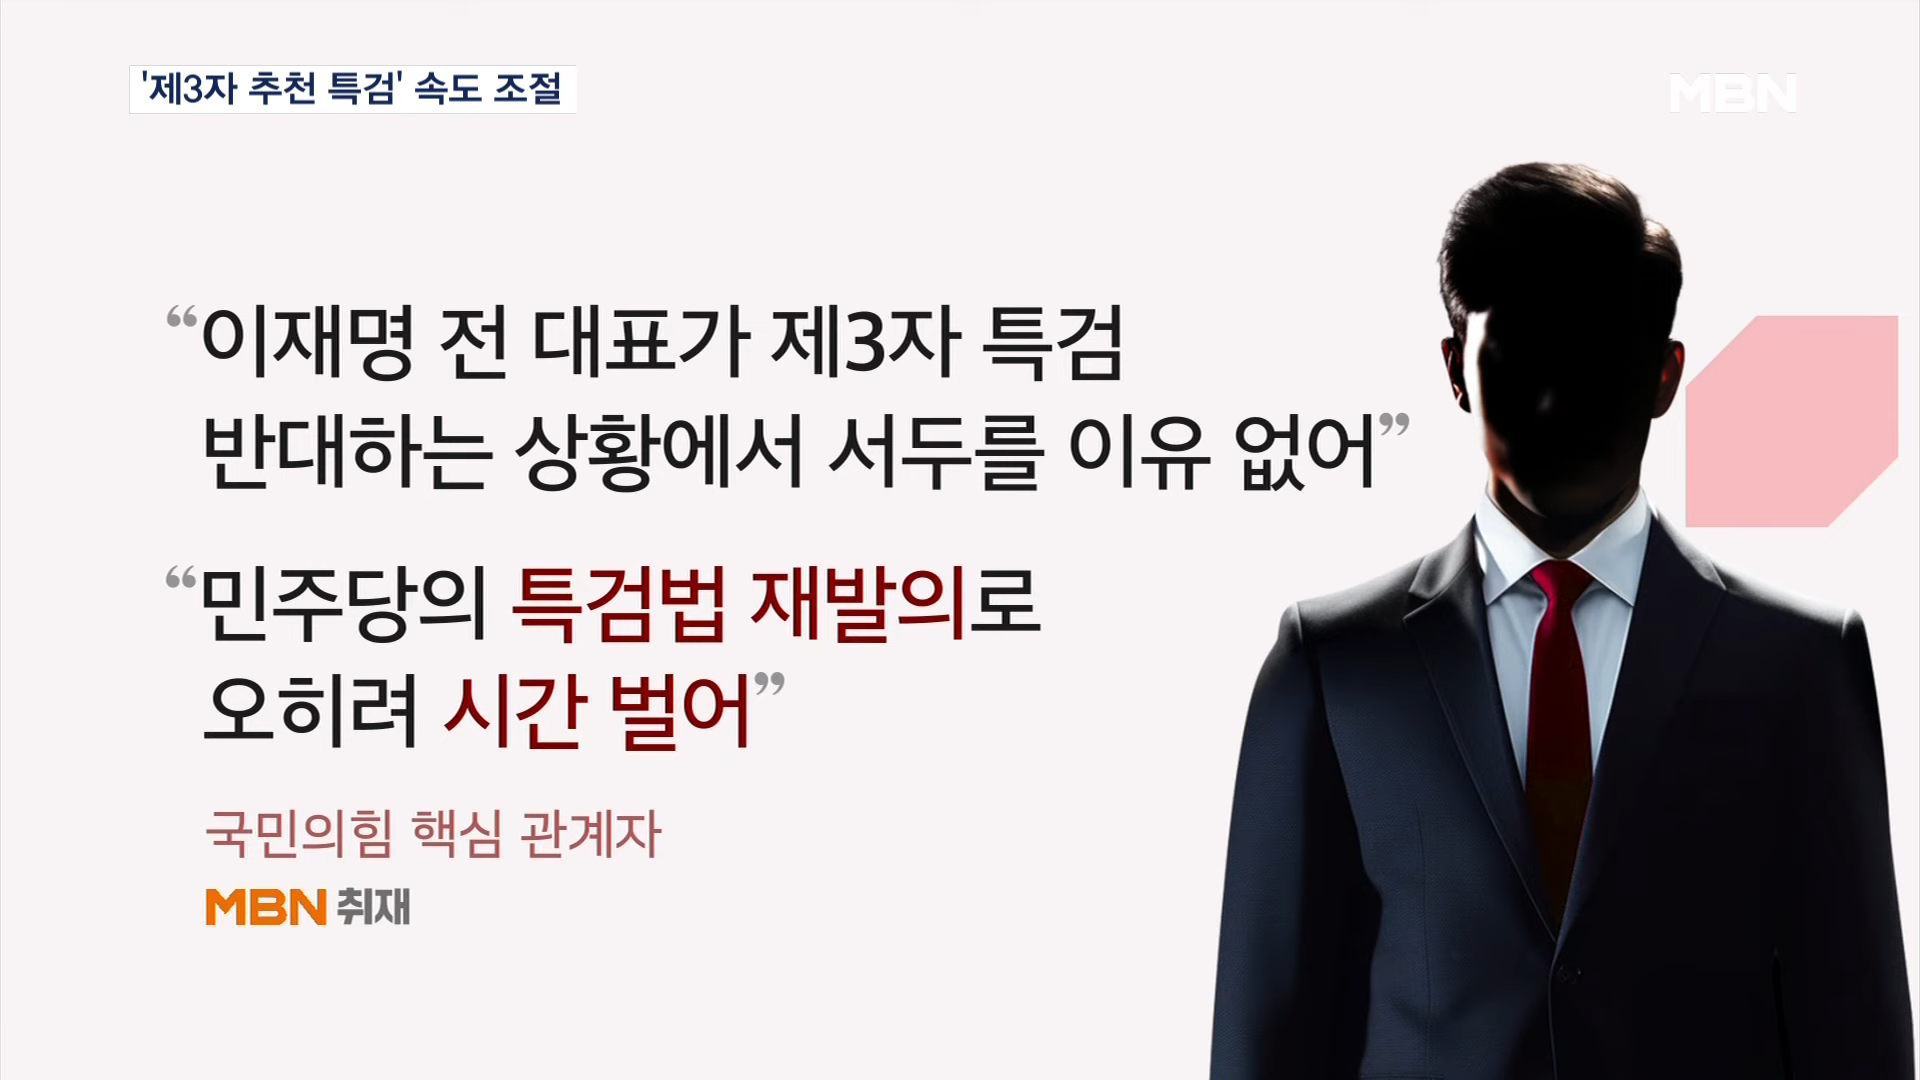 '제3자 추천 특검' 속도 조절
MBN
“이재명 전 대표가 제3자 특검
반대하는 상황에서 서두를 이유 없어”
“민주당의 특검법 재발의로
오히려 시간 벌어”
국민의힘 핵심 관계자
MBN 취재